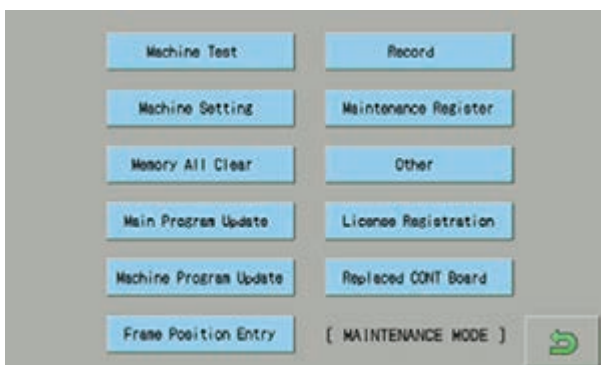 Machine Test
Record
Machine Setting
Maintenance Register
Memory All Clear
Other
Main Program Update
License Registration
Machine Program Update
Replaced CONT Board
Frame Position Entry
[ MAINTENANCE MODE ]